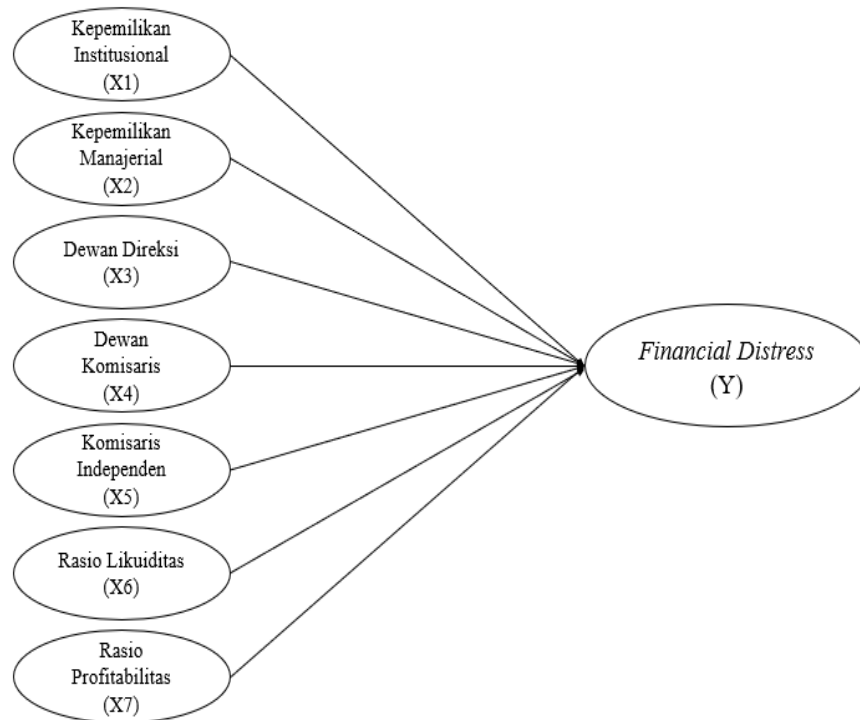 Kepemilikan
Institusional
(X1)
Kepemilikan
Manajerial
(X2)
Dewan Direksi
(X3)
Dewan
Komisaris
(X4)
Komisaris
Independen
(X5)
Rasio Likuiditas
(X6)
Rasio
Profitabilitas
(X7)
Financial Distress
(Y)